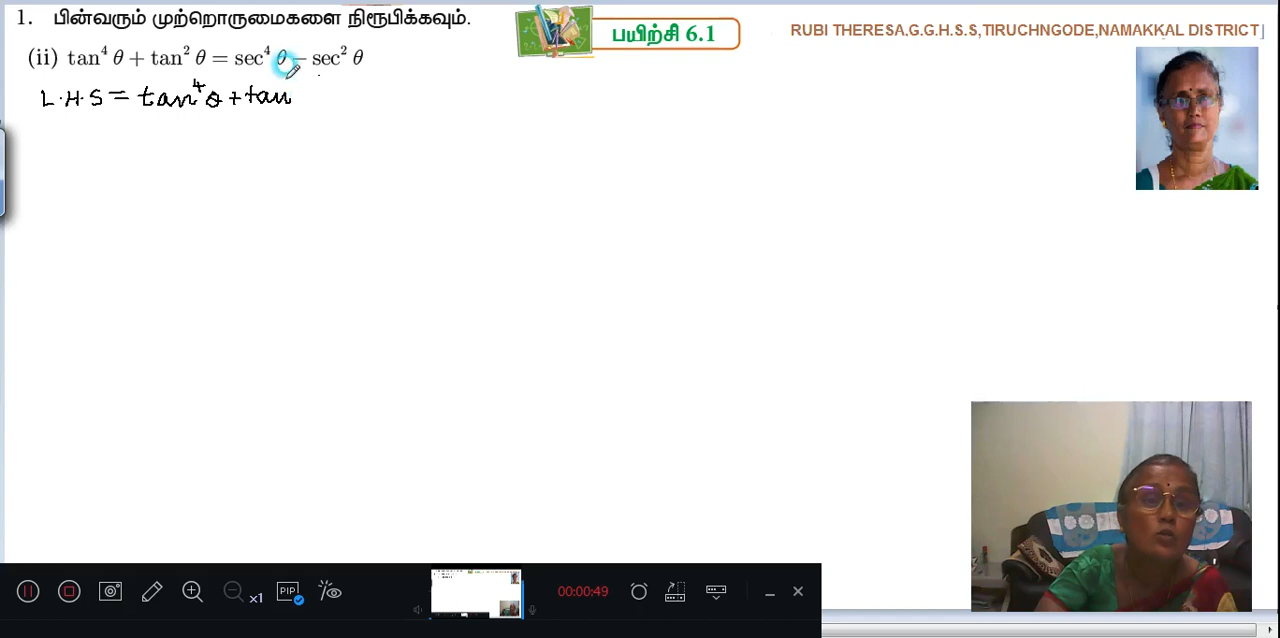 1. பின்வரும் முற்றொருமைகளை நிரூபிக்கவும்.
பயிற்சி 6.1
RUBI THERESA,G.G.H.S.S,TIRUCHNGODE,NAMAKKAL DISTRICT
(ii) tan⁴ θ + tan² θ = sec⁴ θ − sec² θ
L.H.S = tan⁴θ + tan
x1
PIP
00:00:49